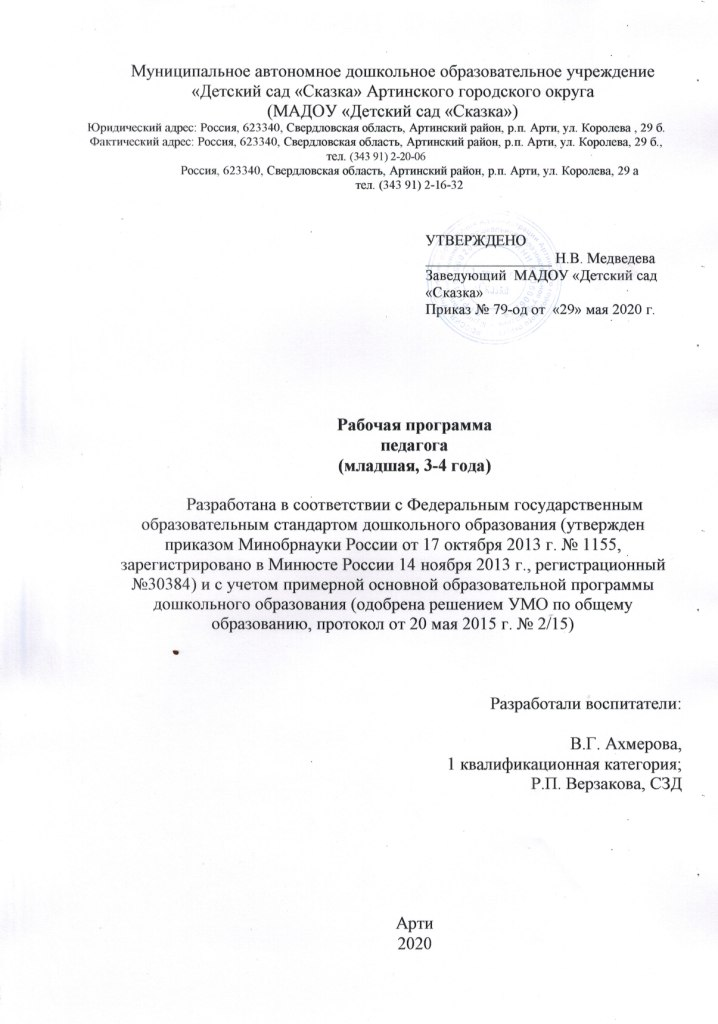 Муниципальное автономное дошкольное образовательное учреждение
«Детский сад «Сказка» Артинского городского округа
(МАДОУ «Детский сад «Сказка»)
Юридический адрес: Россия, 623340, Свердловская область, Артинский район, р.п. Арти, ул. Королева , 29 б.
Фактический адрес: Россия, 623340, Свердловская область, Артинский район, р.п. Арти, ул. Королева, 29 б.,
тел. (343 91) 2-20-06
Россия, 623340, Свердловская область, Артинский район, р.п. Арти, ул. Королева, 29 а
тел. (343 91) 2-16-32
УТВЕРЖДЕНО
________________ Н.В. Медведева
Заведующий МАДОУ «Детский сад
«Сказка»
Приказ № 79-од от «29» мая 2020 г.
Рабочая программа
педагога
(младшая, 3-4 года)
Разработана в соответствии с Федеральным государственным
образовательным стандартом дошкольного образования (утвержден
приказом Минобрнауки России от 17 октября 2013 г. № 1155,
зарегистрировано в Минюсте России 14 ноября 2013 г., регистрационный
№30384) и с учетом примерной основной образовательной программы
дошкольного образования (одобрена решением УМО по общему
образованию, протокол от 20 мая 2015 г. № 2/15)
Разработали воспитатели:
В.Г. Ахмерова,
1 квалификационная категория;
Р.П. Верзакова, СЗД
Арти
2020